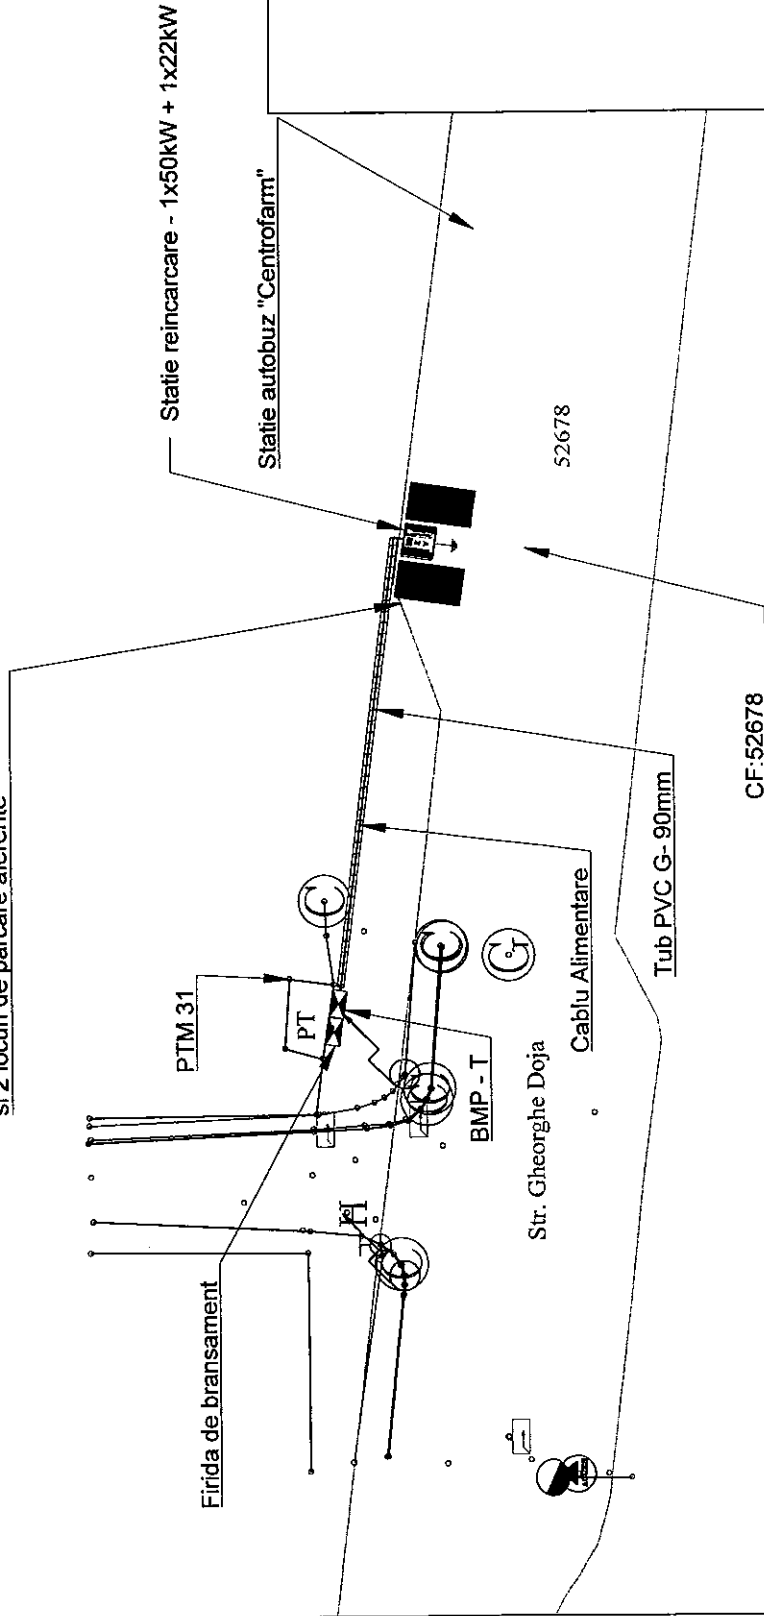 Statie reincarcare - 1x50kW + 1x22kW
si 2 locuri de parcare aferente
Statie autobuz "Centrofarm"
52678
CF:52678
PTM 31
PT
C
C
G
Tub PVC G- 90mm
Cablu Alimentare
BMP - T
Str. Gheorghe Doja
H
Firida de bransament